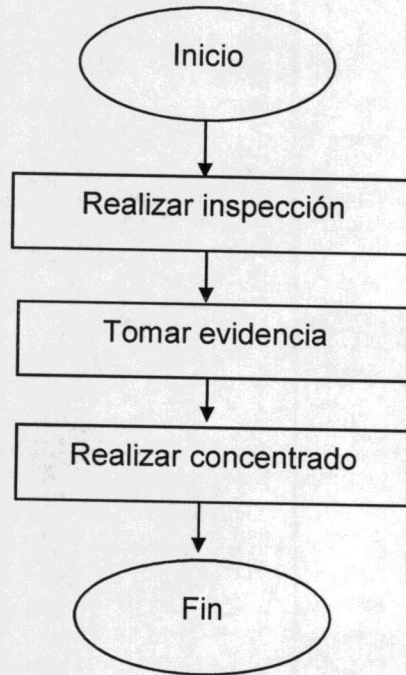 Inicio
Realizar inspección
Tomar evidencia
Realizar concentrado
Fin